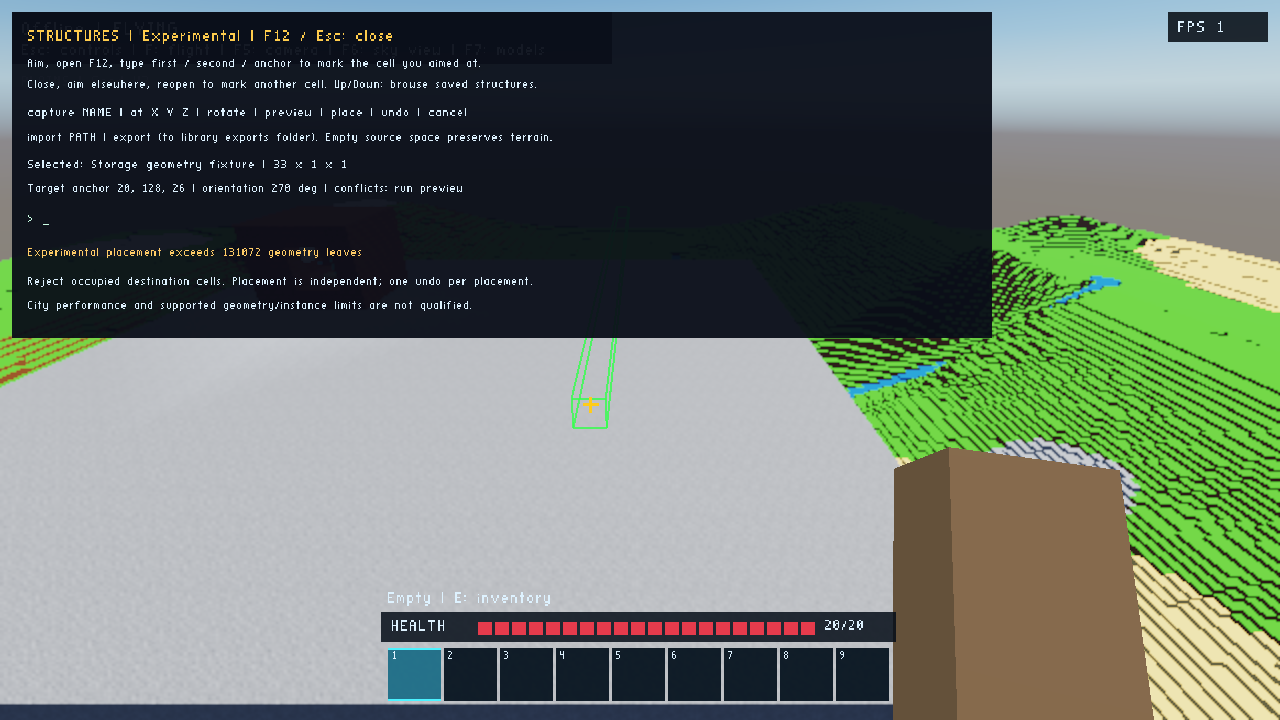 STRUCTURES | Experimental | F12 / Esc: close
FPS 1
Aim, open F12, type first / second / anchor to mark the cell you aimed at.
Close, aim elsewhere, reopen to mark another cell. Up/Down: browse saved structures.
capture NAME | at X Y Z | rotate | preview | place | undo | cancel
import PATH | export (to library exports folder). Empty source space preserves terrain.
Selected: Storage geometry fixture | 33 x 1 x 1
Target anchor 20, 128, 26 | orientation 270 deg | conflicts: run preview
> _
Experimental placement exceeds 131072 geometry leaves
Reject occupied destination cells. Placement is independent; one undo per placement.
City performance and supported geometry/instance limits are not qualified.
Empty | E: inventory
HEALTH 20/20
1 2 3 4 5 6 7 8 9